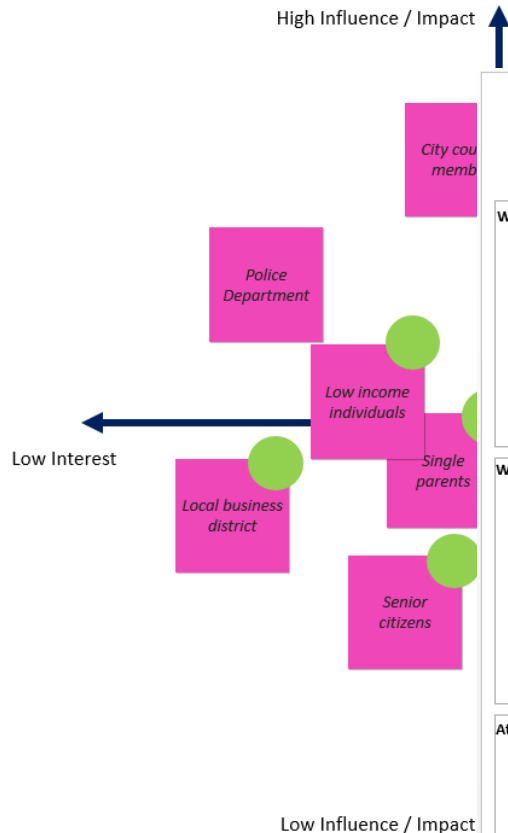 High Influence / Impact
City cou
memb
W
Police
Department
Low income
individuals
Low Interest
W
Single
parents
Local business
district
Senior
citizens
At
Low Influence / Impact